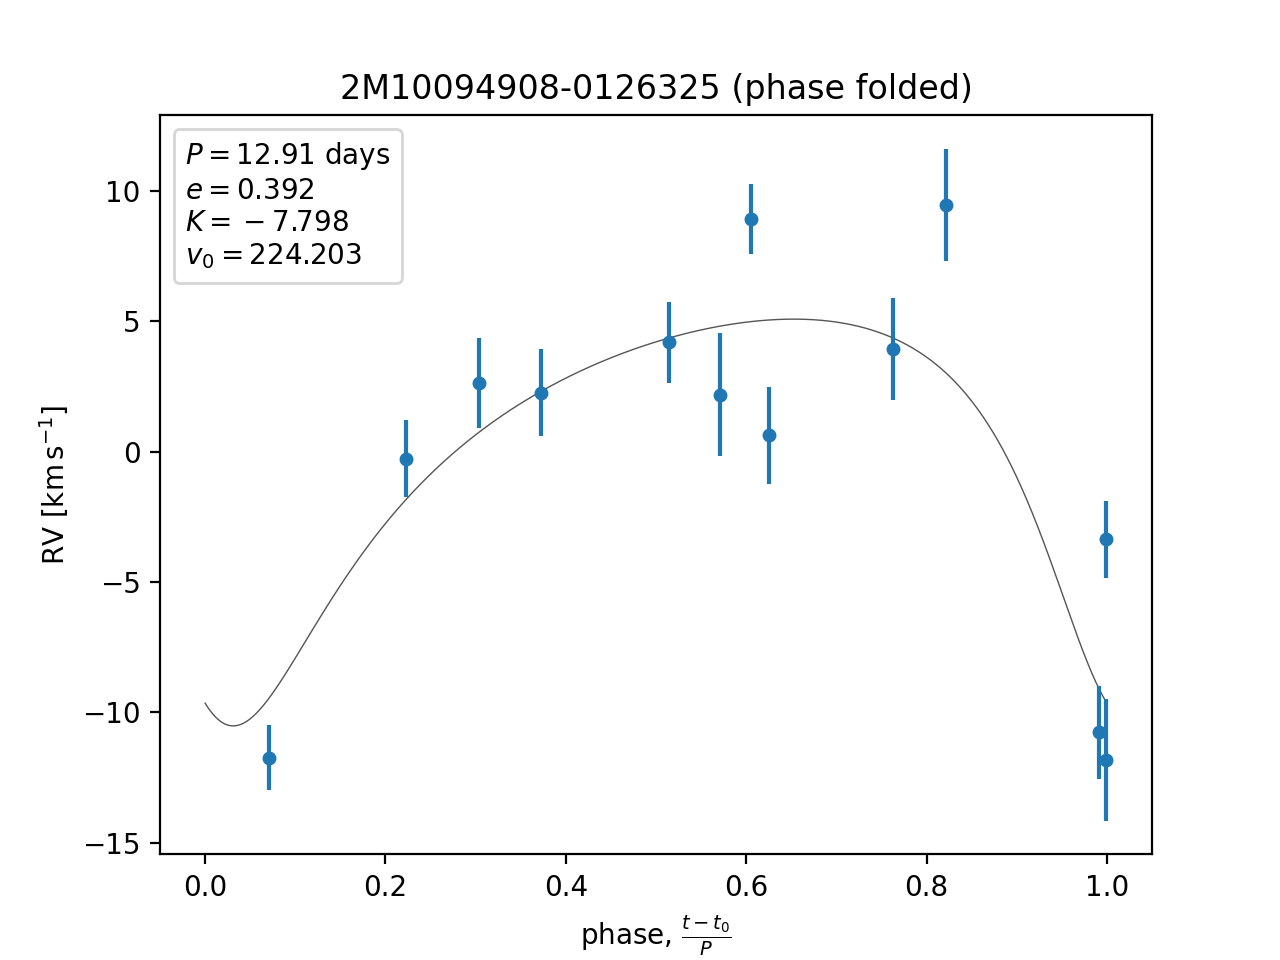 2M10094908-0126325 (phase folded)
P = 12.91 days
e = 0.392
K = −7.798
v₀ = 224.203
10
5
0
−5
−10
−15
RV [km s⁻¹]
0.0 0.2 0.4 0.6 0.8 1.0
phase, (t − t₀)/P